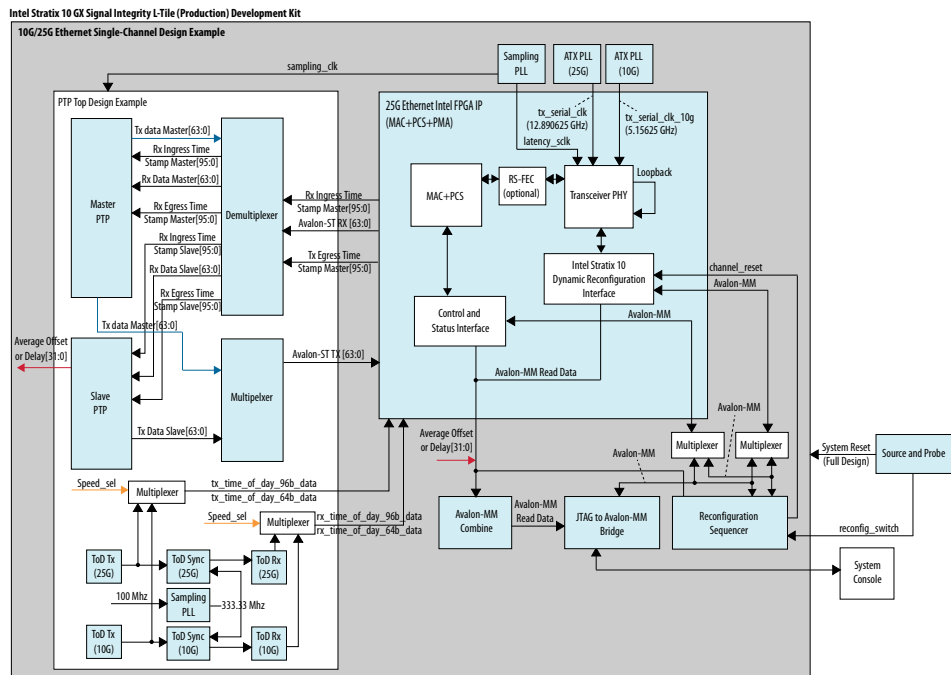 Intel Stratix 10 GX Signal Integrity L-Tile (Production) Development Kit
10G/25G Ethernet Single-Channel Design Example
sampling_clk
Sampling
PLL
ATX PLL
(25G)
ATX PLL
(10G)
PTP Top Design Example
25G Ethernet Intel FPGA IP
(MAC+PCS+PMA)
tx_serial_clk
(12.890625 GHz)
tx_serial_clk_10g
(5.15625 GHz)
latency_sclk
Master
PTP
Tx data Master[63:0]
Rx Ingress Time
Stamp Master[95:0]
Rx Data Master[63:0]
Rx Egress Time
Stamp Master[95:0]
Rx Ingress Time
Stamp Slave[95:0]
Rx Data Slave[63:0]
Rx Egress Time
Stamp Slave[95:0]
Tx data Master[63:0]
Demultiplexer
Rx Ingress Time
Stamp Master[95:0]
Avalon-ST RX [63:0]
Tx Egress Time
Stamp Master[95:0]
MAC+PCS
RS-FEC
(optional)
Transceiver PHY
Loopback
Intel Stratix 10
Dynamic Reconfiguration
Interface
channel_reset
Avalon-MM
Control and
Status Interface
Avalon-MM
Avalon-MM Read Data
Average Offset
or Delay[31:0]
Slave
PTP
Multipelxer
Avalon-ST TX [63:0]
Tx Data Slave[63:0]
Avalon-MM
Average Offset
or Delay[31:0]
Multiplexer
Multiplexer
Avalon-MM
System Reset
(Full Design)
Source and Probe
Speed_sel
Multiplexer
tx_time_of_day_96b_data
tx_time_of_day_64b_data
Speed_sel
Multiplexer
rx_time_of_day_96b_data
rx_time_of_day_64b_data
Avalon-MM
Combine
Avalon-MM
Read Data
JTAG to Avalon-MM
Bridge
Reconfiguration
Sequencer
reconfig_switch
System
Console
ToD Tx
(25G)
ToD Sync
(25G)
ToD Rx
(25G)
100 Mhz
Sampling
PLL
333.33 Mhz
ToD Tx
(10G)
ToD Sync
(10G)
ToD Rx
(10G)